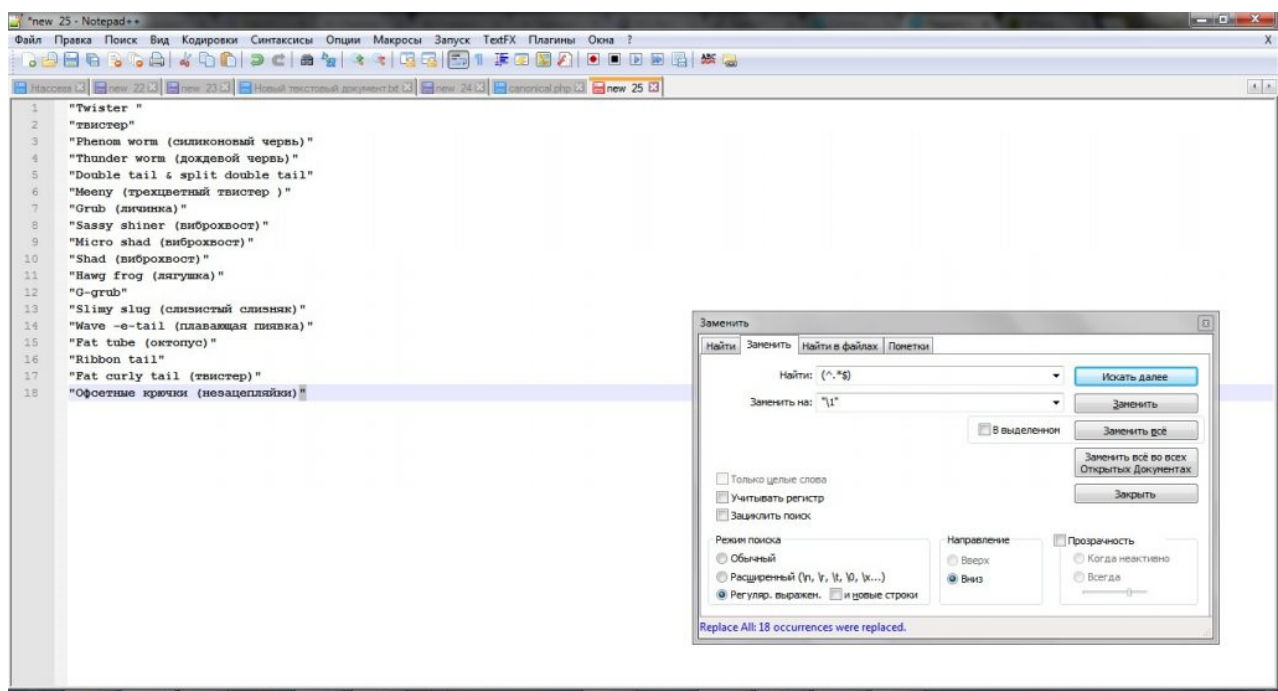 *new 25 - Notepad++
Файл Правка Поиск Вид Кодировки Синтаксисы Опции Макросы Запуск TextFX Плагины Окна ? X
.htaccess new 22 new 23 Новый текстовый документ.txt new 24 canonical.php new 25
1 "Twister "
2 "твистер"
3 "Phenom worm (силиконовый червь)"
4 "Thunder worm (дождевой червь)"
5 "Double tail & split double tail"
6 "Meeny (трехцветный твистер )"
7 "Grub (личинка)"
8 "Sassy shiner (виброхвост)"
9 "Micro shad (виброхвост)"
10 "Shad (виброхвост)"
11 "Hawg frog (лягушка)"
12 "G-grub"
13 "Slimy slug (слизистый слизняк)"
14 "Wave -e-tail (плавающая пиявка)"
15 "Fat tube (октопус)"
16 "Ribbon tail"
17 "Fat curly tail (твистер)"
18 "Офсетные крючки (незацепляйки)"
Заменить
Найти Заменить Найти в файлах Пометки
Найти: (^.*$) Искать далее
Заменить на: "\1" Заменить
В выделенном Заменить всё
Заменить всё во всех Открытых Документах
Только целые слова
Учитывать регистр Закрыть
Зациклить поиск
Режим поиска Направление Прозрачность
Обычный Вверх Когда неактивно
Расширенный (\n, \r, \t, \0, \x...) Вниз Всегда
Регуляр. выражен. и новые строки
Replace All: 18 occurrences were replaced.